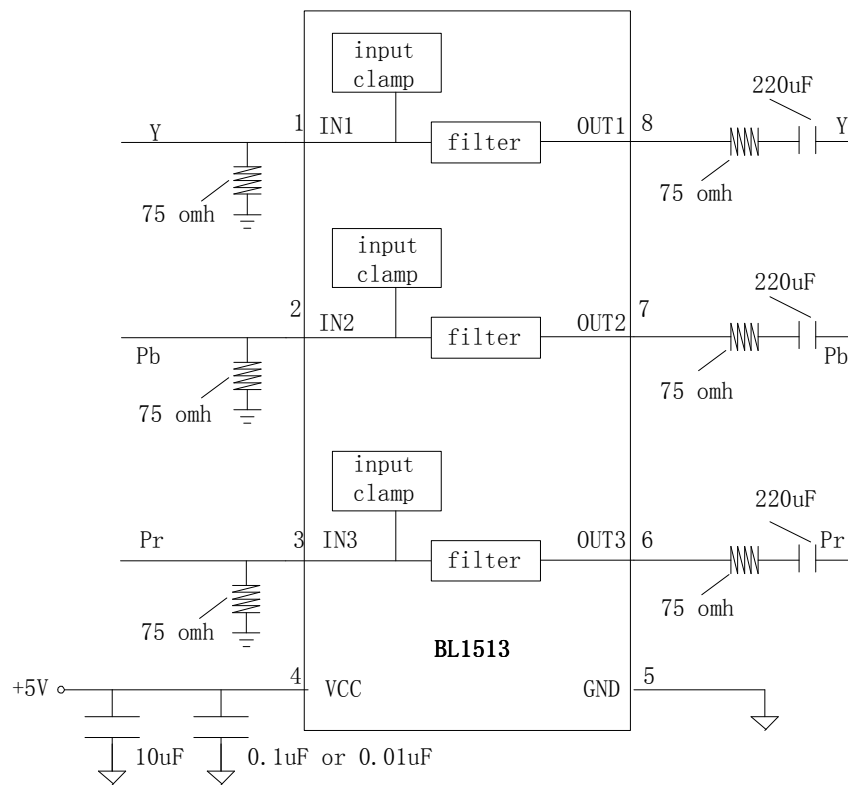 input
clamp
220uF
1
IN1
OUT1
8
Y
Y
filter
75 omh
75 omh
input
clamp
220uF
2
IN2
OUT2
7
Pb
Pb
filter
75 omh
75 omh
input
clamp
220uF
Pr
3
IN3
OUT3
6
Pr
filter
75 omh
75 omh
BL1513
+5V
4
VCC
GND
5
10uF
0.1uF or 0.01uF